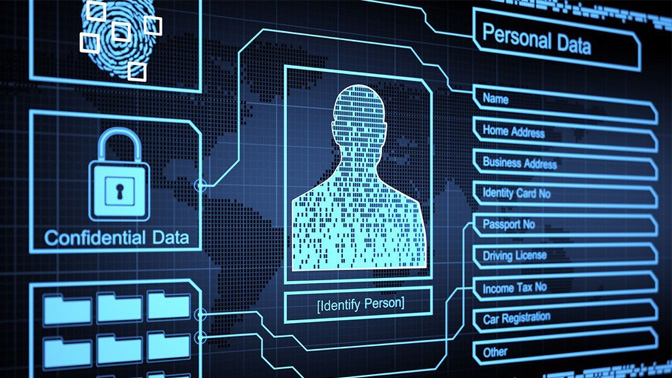 Personal Data
Name
Home Address
Business Address
Identity Card No
Passport No
Driving License
Income Tax No
Car Registration
Other
Confidential Data
[Identify Person]